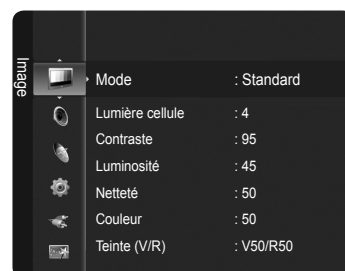 Image
Mode : Standard
Lumière cellule : 4
Contraste : 95
Luminosité : 45
Netteté : 50
Couleur : 50
Teinte (V/R) : V50/R50